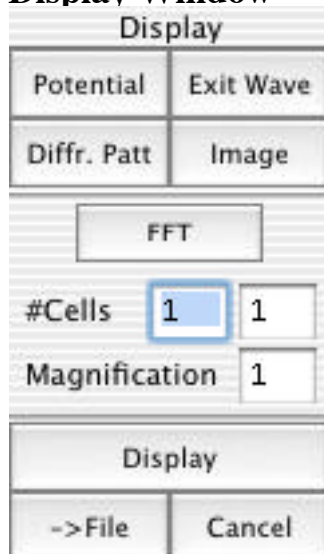 Display Window
Display
Potential Exit Wave
Diffr. Patt Image
FFT
#Cells 1 1
Magnification 1
Display
->File Cancel